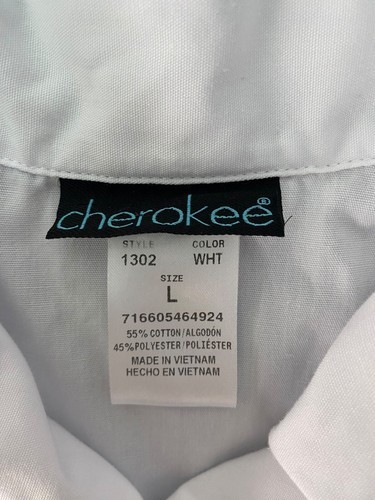 cherokee®
STYLE COLOR
1302 WHT
SIZE
L
716605464924
55% COTTON/ALGODÓN
45%POLYESTER/POLIÉSTER
MADE IN VIETNAM
HECHO EN VIETNAM